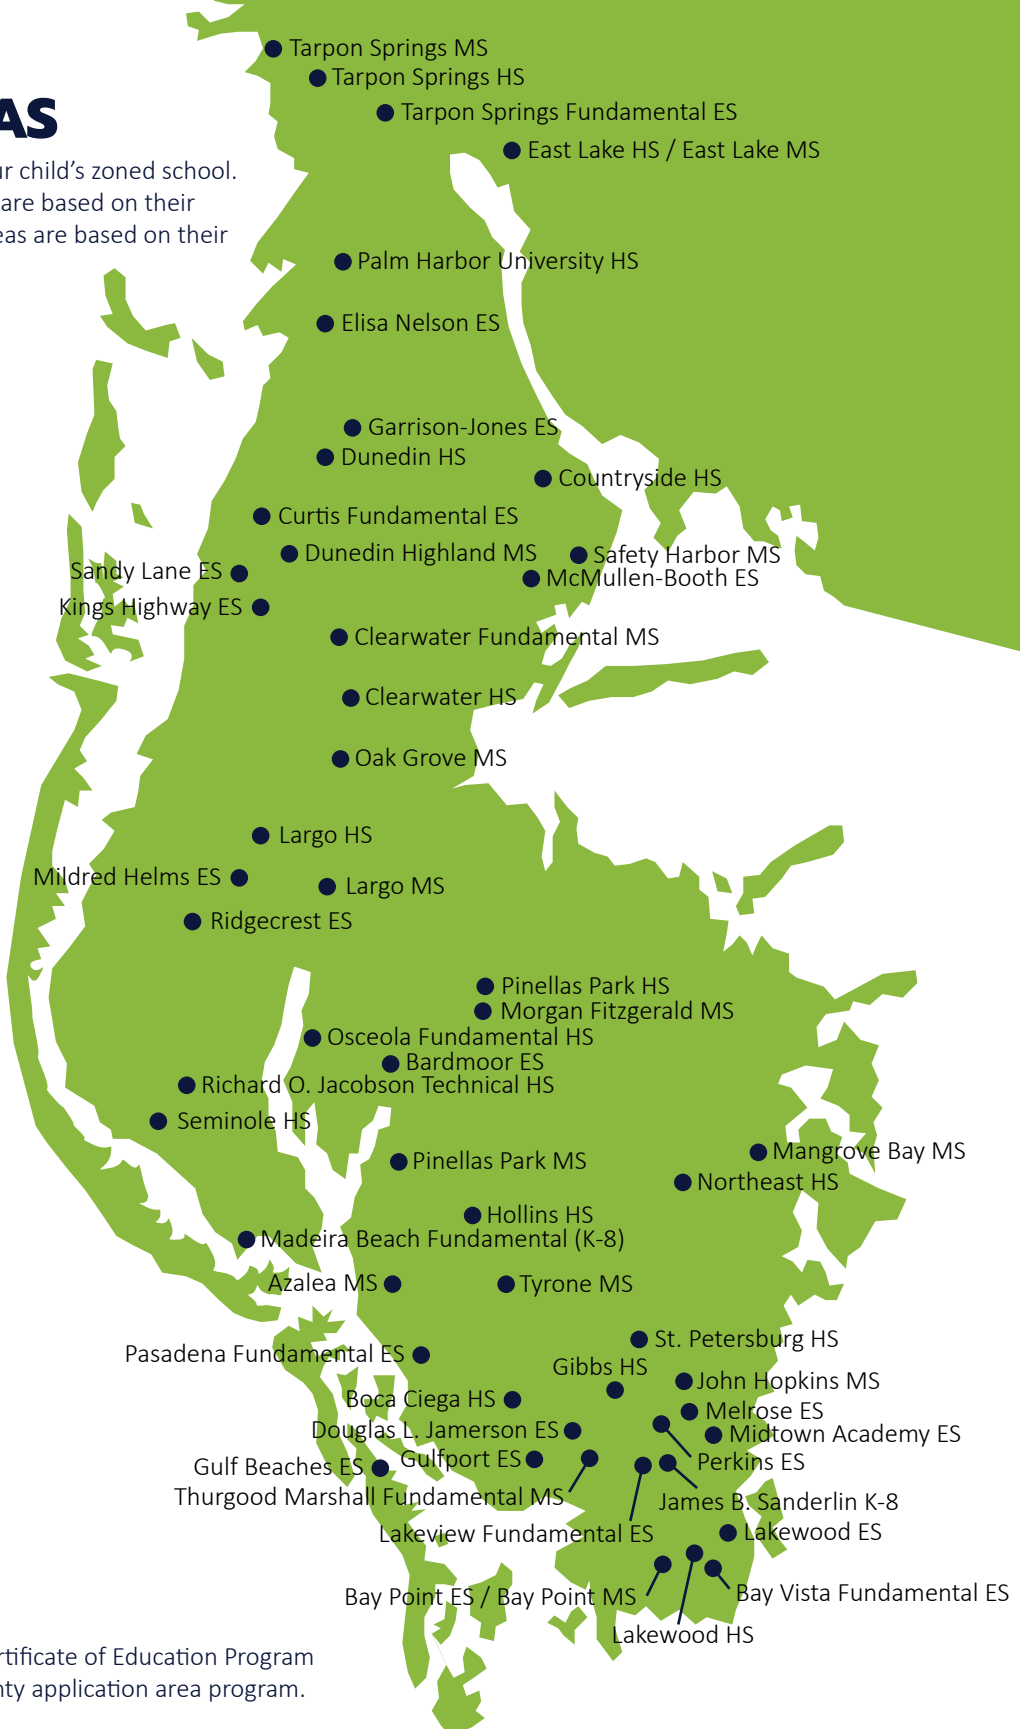 Tarpon Springs MS
Tarpon Springs HS
AS
Tarpon Springs Fundamental ES
East Lake HS / East Lake MS
child's zoned school.
are based on their
are based on their
Palm Harbor University HS
Elisa Nelson ES
Garrison-Jones ES
Dunedin HS
Countryside HS
Curtis Fundamental ES
Dunedin Highland MS
Safety Harbor MS
Sandy Lane ES
McMullen-Booth ES
Kings Highway ES
Clearwater Fundamental MS
Clearwater HS
Oak Grove MS
Largo HS
Mildred Helms ES
Largo MS
Ridgecrest ES
Pinellas Park HS
Morgan Fitzgerald MS
Osceola Fundamental HS
Bardmoor ES
Richard O. Jacobson Technical HS
Seminole HS
Mangrove Bay MS
Pinellas Park MS
Northeast HS
Hollins HS
Madeira Beach Fundamental (K-8)
Azalea MS
Tyrone MS
St. Petersburg HS
Pasadena Fundamental ES
Gibbs HS
John Hopkins MS
Boca Ciega HS
Melrose ES
Douglas L. Jamerson ES
Midtown Academy ES
Gulfport ES
Perkins ES
Gulf Beaches ES
Thurgood Marshall Fundamental MS
James B. Sanderlin K-8
Lakeview Fundamental ES
Lakewood ES
Bay Point ES / Bay Point MS
Bay Vista Fundamental ES
Lakewood HS
rtificate of Education Program
nty application area program.